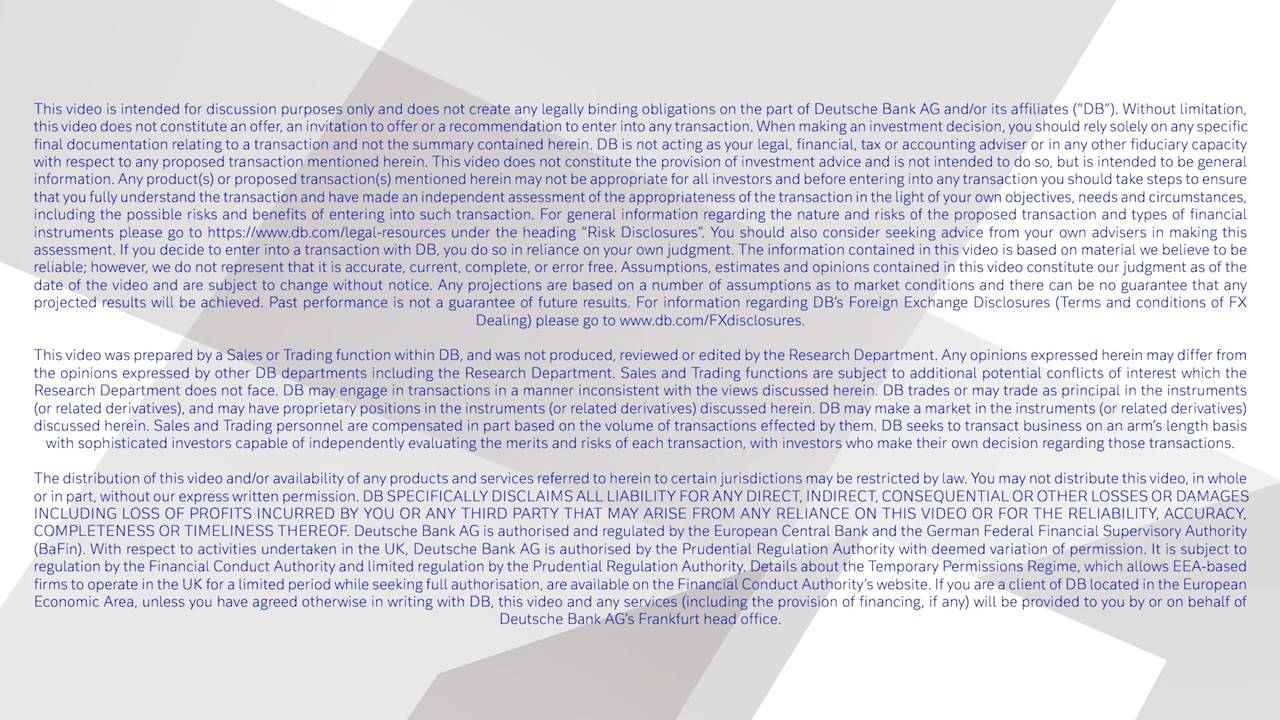 This video is intended for discussion purposes only and does not create any legally binding obligations on the part of Deutsche Bank AG and/or its affiliates (“DB”). Without limitation,
this video does not constitute an offer, an invitation to offer or a recommendation to enter into any transaction. When making an investment decision, you should rely solely on any specific
final documentation relating to a transaction and not the summary contained herein. DB is not acting as your legal, financial, tax or accounting adviser or in any other fiduciary capacity
with respect to any proposed transaction mentioned herein. This video does not constitute the provision of investment advice and is not intended to do so, but is intended to be general
information. Any product(s) or proposed transaction(s) mentioned herein may not be appropriate for all investors and before entering into any transaction you should take steps to ensure
that you fully understand the transaction and have made an independent assessment of the appropriateness of the transaction in the light of your own objectives, needs and circumstances,
including the possible risks and benefits of entering into such transaction. For general information regarding the nature and risks of the proposed transaction and types of financial
instruments please go to https://www.db.com/legal-resources under the heading “Risk Disclosures”. You should also consider seeking advice from your own advisers in making this
assessment. If you decide to enter into a transaction with DB, you do so in reliance on your own judgment. The information contained in this video is based on material we believe to be
reliable; however, we do not represent that it is accurate, current, complete, or error free. Assumptions, estimates and opinions contained in this video constitute our judgment as of the
date of the video and are subject to change without notice. Any projections are based on a number of assumptions as to market conditions and there can be no guarantee that any
projected results will be achieved. Past performance is not a guarantee of future results. For information regarding DB’s Foreign Exchange Disclosures (Terms and conditions of FX
Dealing) please go to www.db.com/FXdisclosures.
This video was prepared by a Sales or Trading function within DB, and was not produced, reviewed or edited by the Research Department. Any opinions expressed herein may differ from
the opinions expressed by other DB departments including the Research Department. Sales and Trading functions are subject to additional potential conflicts of interest which the
Research Department does not face. DB may engage in transactions in a manner inconsistent with the views discussed herein. DB trades or may trade as principal in the instruments
(or related derivatives), and may have proprietary positions in the instruments (or related derivatives) discussed herein. DB may make a market in the instruments (or related derivatives)
discussed herein. Sales and Trading personnel are compensated in part based on the volume of transactions effected by them. DB seeks to transact business on an arm’s length basis
with sophisticated investors capable of independently evaluating the merits and risks of each transaction, with investors who make their own decision regarding those transactions.
The distribution of this video and/or availability of any products and services referred to herein to certain jurisdictions may be restricted by law. You may not distribute this video, in whole
or in part, without our express written permission. DB SPECIFICALLY DISCLAIMS ALL LIABILITY FOR ANY DIRECT, INDIRECT, CONSEQUENTIAL OR OTHER LOSSES OR DAMAGES
INCLUDING LOSS OF PROFITS INCURRED BY YOU OR ANY THIRD PARTY THAT MAY ARISE FROM ANY RELIANCE ON THIS VIDEO OR FOR THE RELIABILITY, ACCURACY,
COMPLETENESS OR TIMELINESS THEREOF. Deutsche Bank AG is authorised and regulated by the European Central Bank and the German Federal Financial Supervisory Authority
(BaFin). With respect to activities undertaken in the UK, Deutsche Bank AG is authorised by the Prudential Regulation Authority with deemed variation of permission. It is subject to
regulation by the Financial Conduct Authority and limited regulation by the Prudential Regulation Authority. Details about the Temporary Permissions Regime, which allows EEA-based
firms to operate in the UK for a limited period while seeking full authorisation, are available on the Financial Conduct Authority’s website. If you are a client of DB located in the European
Economic Area, unless you have agreed otherwise in writing with DB, this video and any services (including the provision of financing, if any) will be provided to you by or on behalf of
Deutsche Bank AG’s Frankfurt head office.